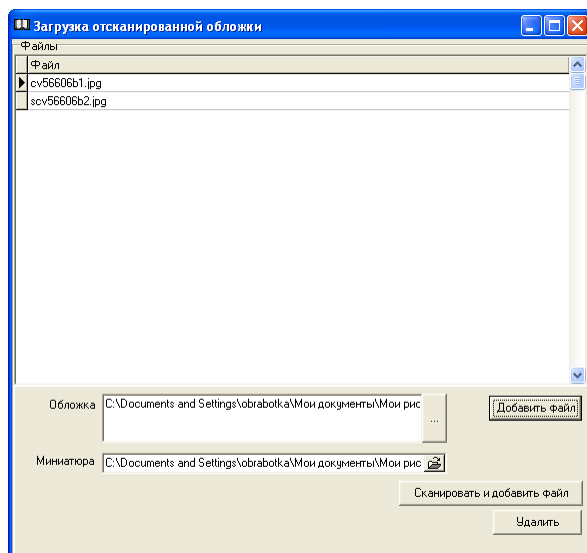 Загрузка отсканированной обложки
Файлы
Файл
cv56606b1.jpg
scv56606b2.jpg
Обложка
C:\Documents and Settings\obrabotka\Мои документы\Мои рис
...
Добавить файл
Миниатюра
C:\Documents and Settings\obrabotka\Мои документы\Мои рис
Сканировать и добавить файл
Удалить